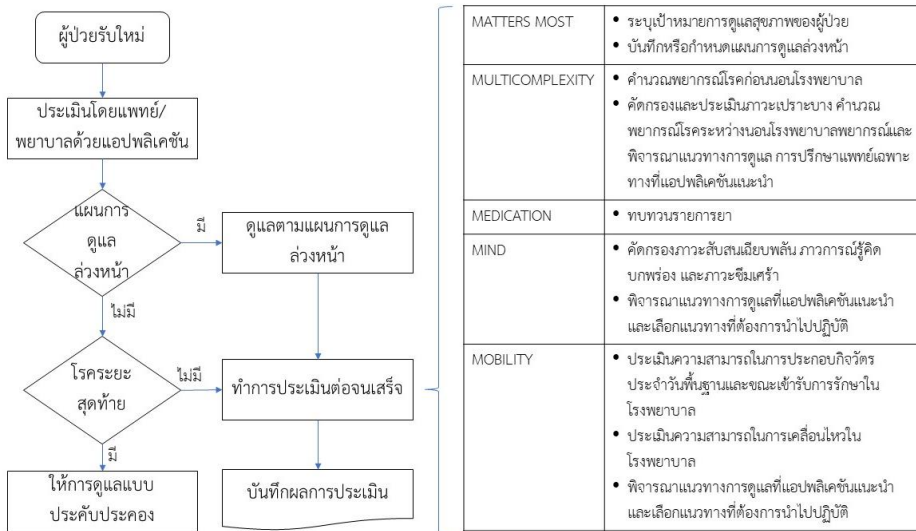 ผู้ป่วยรับใหม่
ประเมินโดยแพทย์/
พยาบาลด้วยแอปพลิเคชัน
แผนการ
ดูแล
ล่วงหน้า
มี
ดูแลตามแผนการดูแล
ล่วงหน้า
ไม่มี
โรคระยะ
สุดท้าย
ไม่มี
ทำการประเมินต่อจนเสร็จ
มี
ให้การดูแลแบบ
ประคับประคอง
บันทึกผลการประเมิน
MATTERS MOST
• ระบุเป้าหมายการดูแลสุขภาพของผู้ป่วย
• บันทึกหรือกำหนดแผนการดูแลล่วงหน้า
MULTICOMPLEXITY
• คำนวณพยากรณ์โรคก่อนนอนโรงพยาบาล
• คัดกรองและประเมินภาวะเปราะบาง คำนวณ
พยากรณ์โรคระหว่างนอนโรงพยาบาลพยากรณ์และ
พิจารณาแนวทางการดูแล การปรึกษาแพทย์เฉพาะ
ทางที่แอปพลิเคชันแนะนำ
MEDICATION
• ทบทวนรายการยา
MIND
• คัดกรองภาวะสับสนเฉียบพลัน ภาวการณ์รู้คิด
บกพร่อง และภาวะซึมเศร้า
• พิจารณาแนวทางการดูแลที่แอปพลิเคชันแนะนำ
และเลือกแนวทางที่ต้องการนำไปปฏิบัติ
MOBILITY
• ประเมินความสามารถในการประกอบกิจวัตร
ประจำวันพื้นฐานและขณะเข้ารับการรักษาใน
โรงพยาบาล
• ประเมินความสามารถในการเคลื่อนไหวใน
โรงพยาบาล
• พิจารณาแนวทางการดูแลที่แอปพลิเคชันแนะนำ
และเลือกแนวทางที่ต้องการนำไปปฏิบัติ